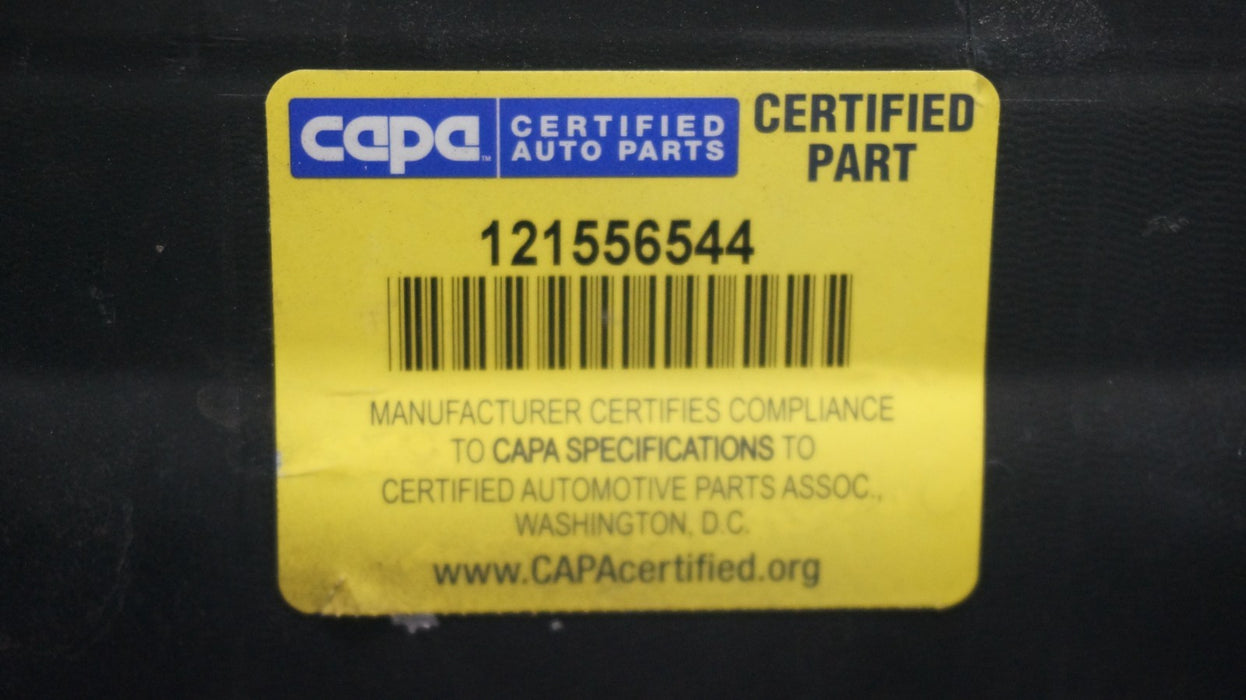 capa™ CERTIFIED AUTO PARTS
CERTIFIED
PART
121556544
MANUFACTURER CERTIFIES COMPLIANCE
TO CAPA SPECIFICATIONS TO
CERTIFIED AUTOMOTIVE PARTS ASSOC.,
WASHINGTON, D.C.
www.CAPAcertified.org